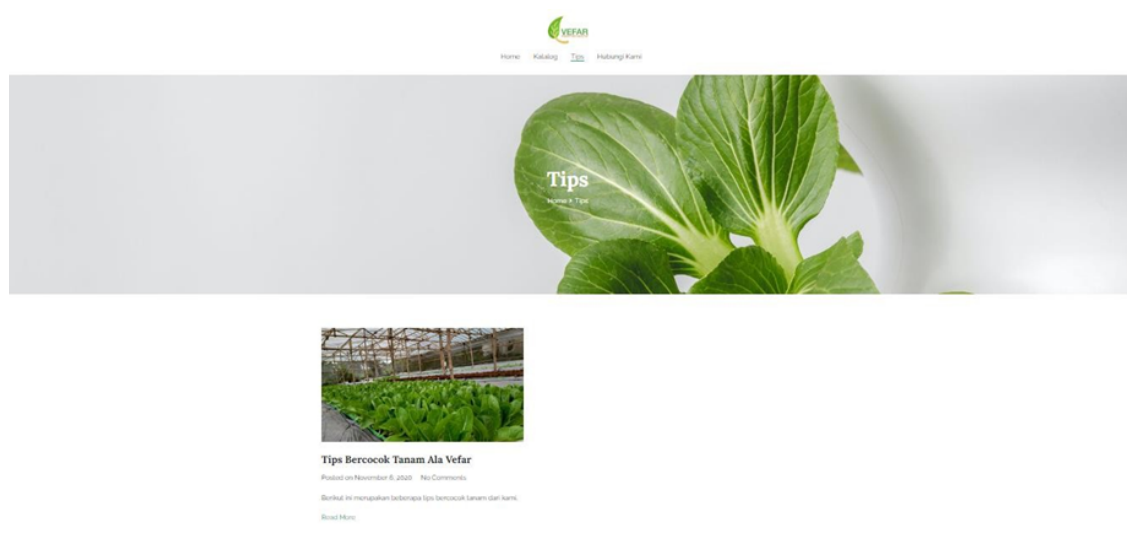 VEFAR
Home Katalog Tips Hubungi Kami
Tips
Home > Tips
Tips Bercocok Tanam Ala Vefar
Posted on November 6, 2020 No Comments
Berikut ini merupakan beberapa tips bercocok tanam dari kami.
Read More